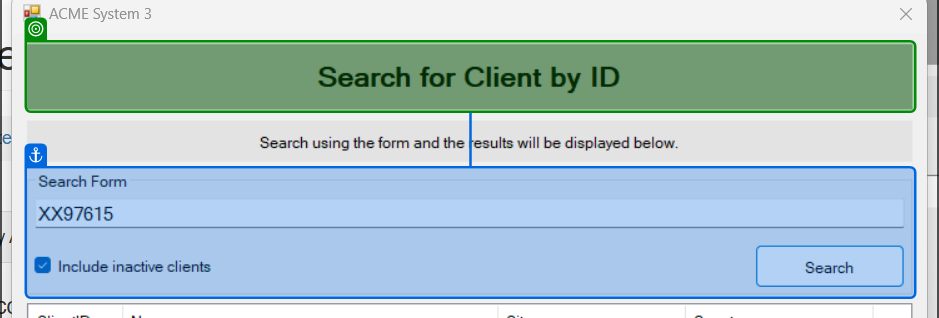 ACME System 3
Search for Client by ID
Search using the form and the results will be displayed below.
Search Form
XX97615
Include inactive clients
Search